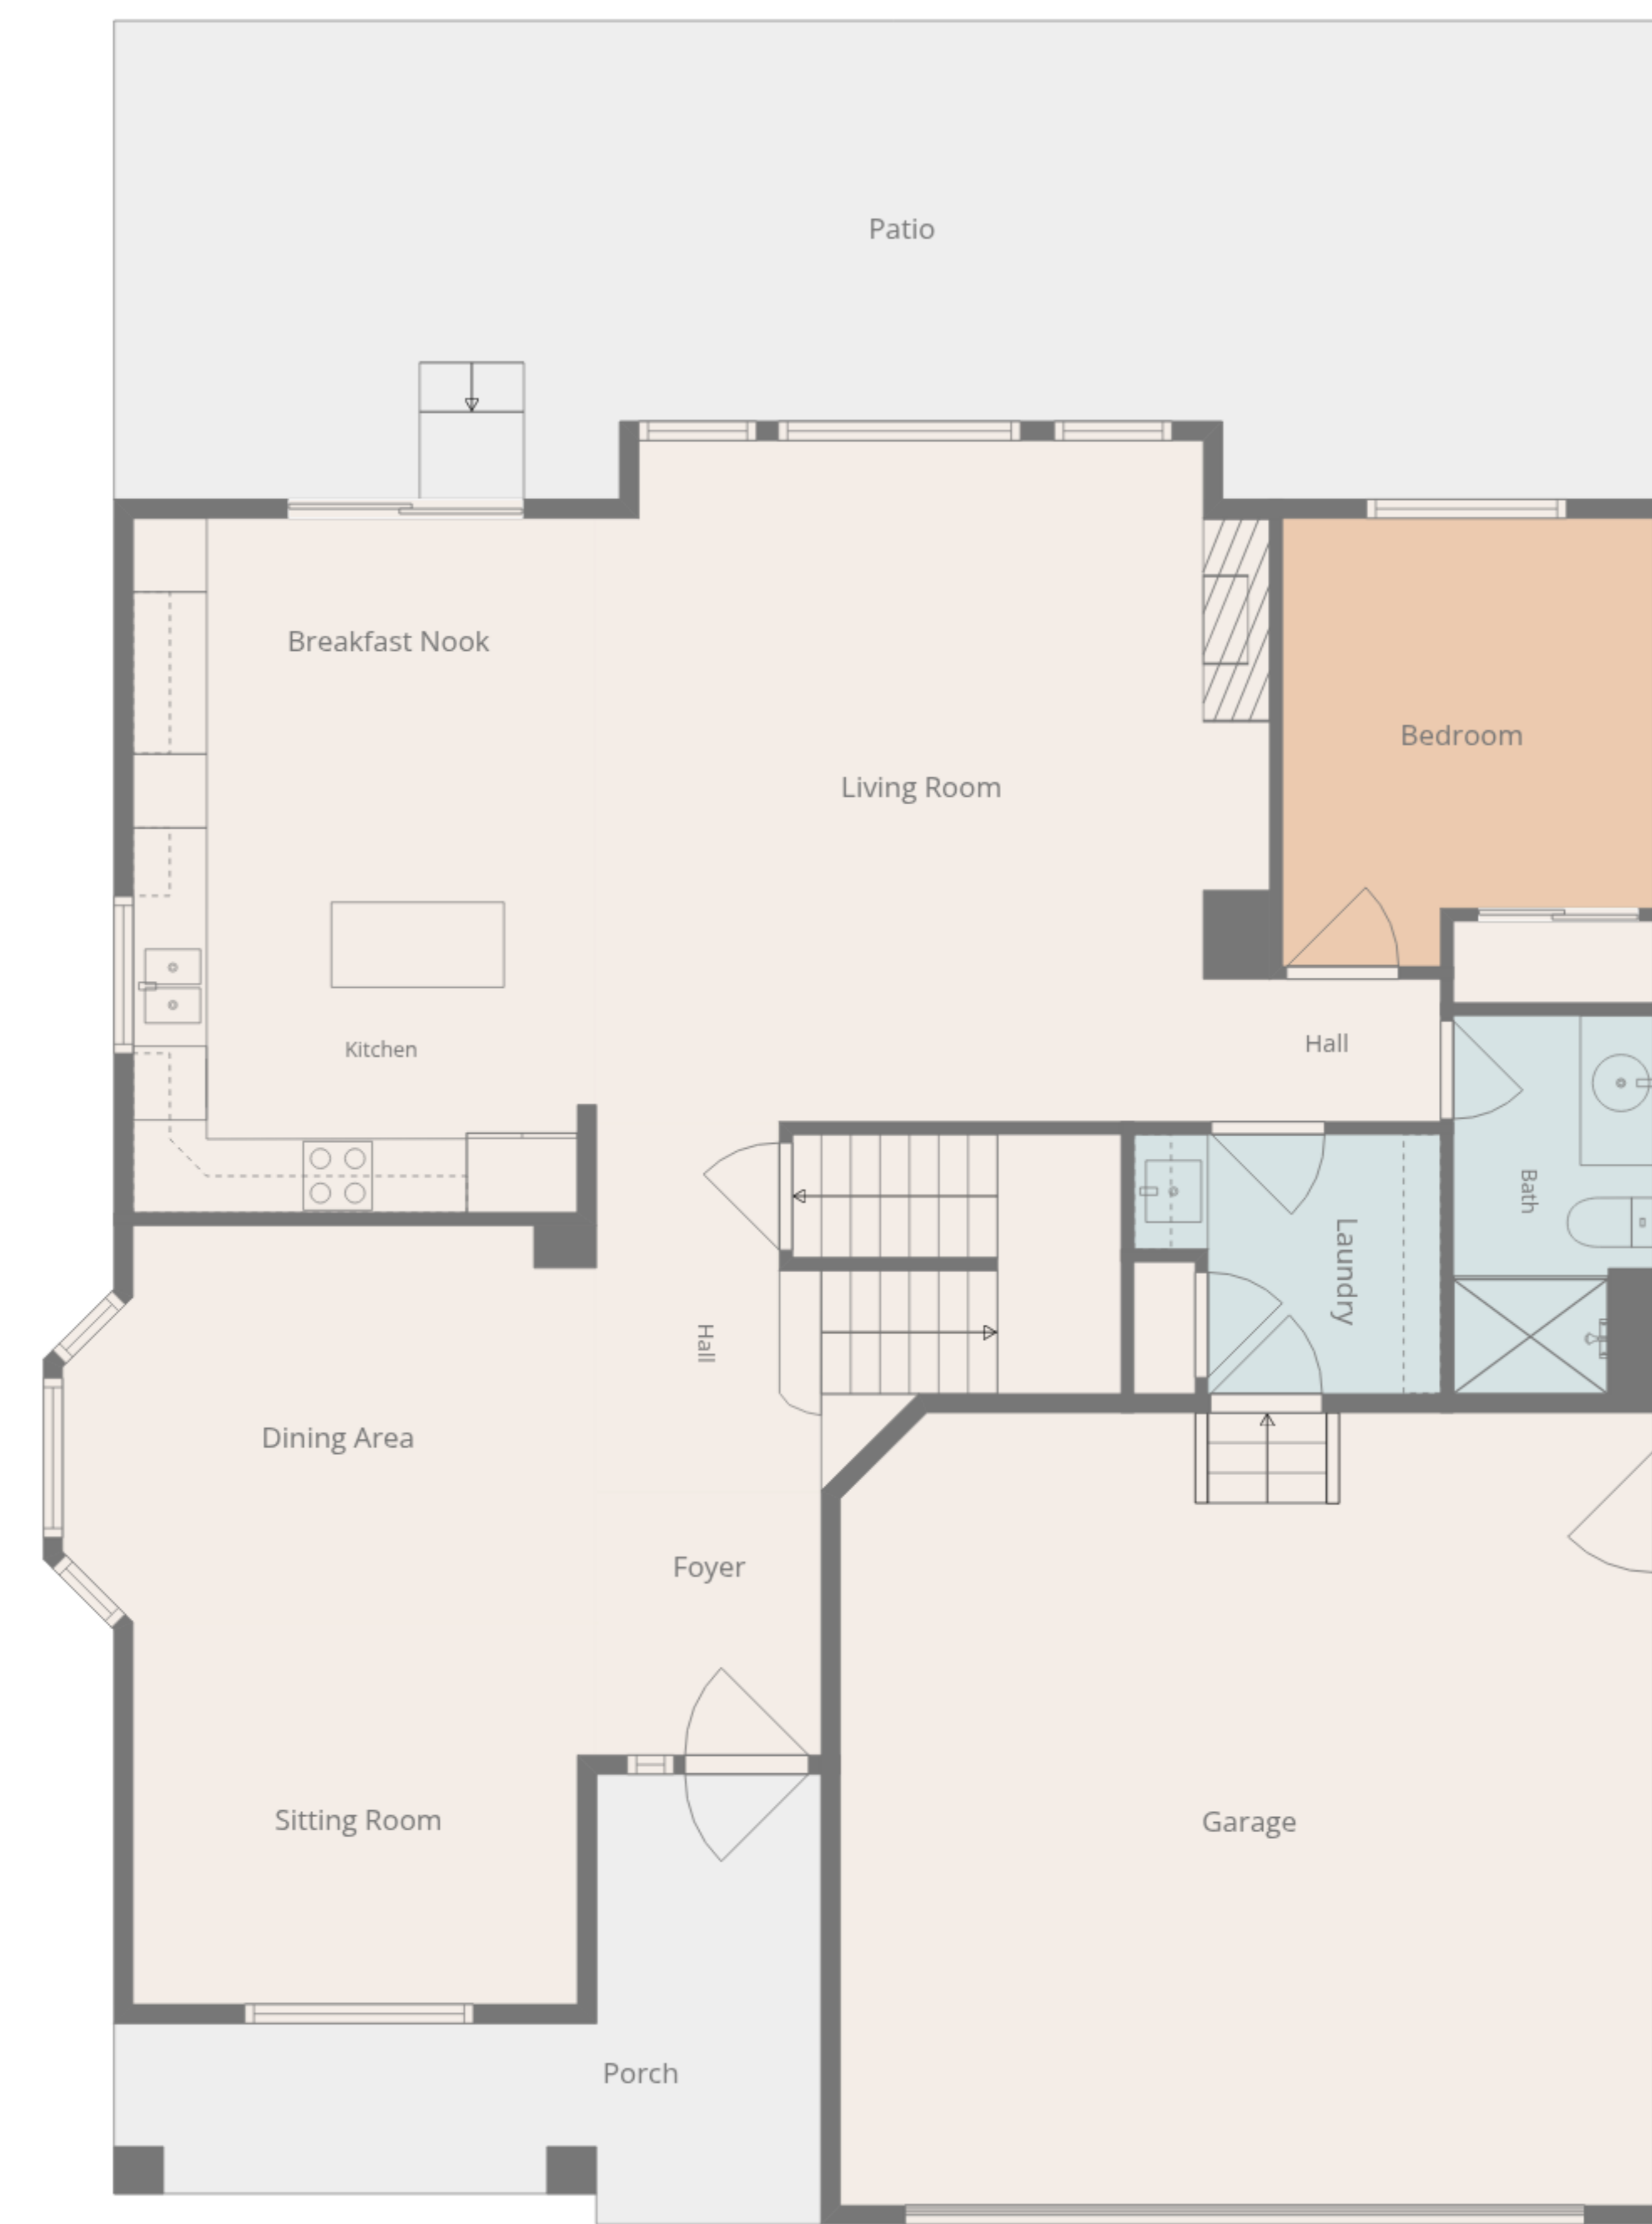 Patio
Breakfast Nook
Bedroom
Living Room
Hall
Kitchen
Bath
Laundry
Hall
Dining Area
Foyer
Sitting Room
Garage
Porch